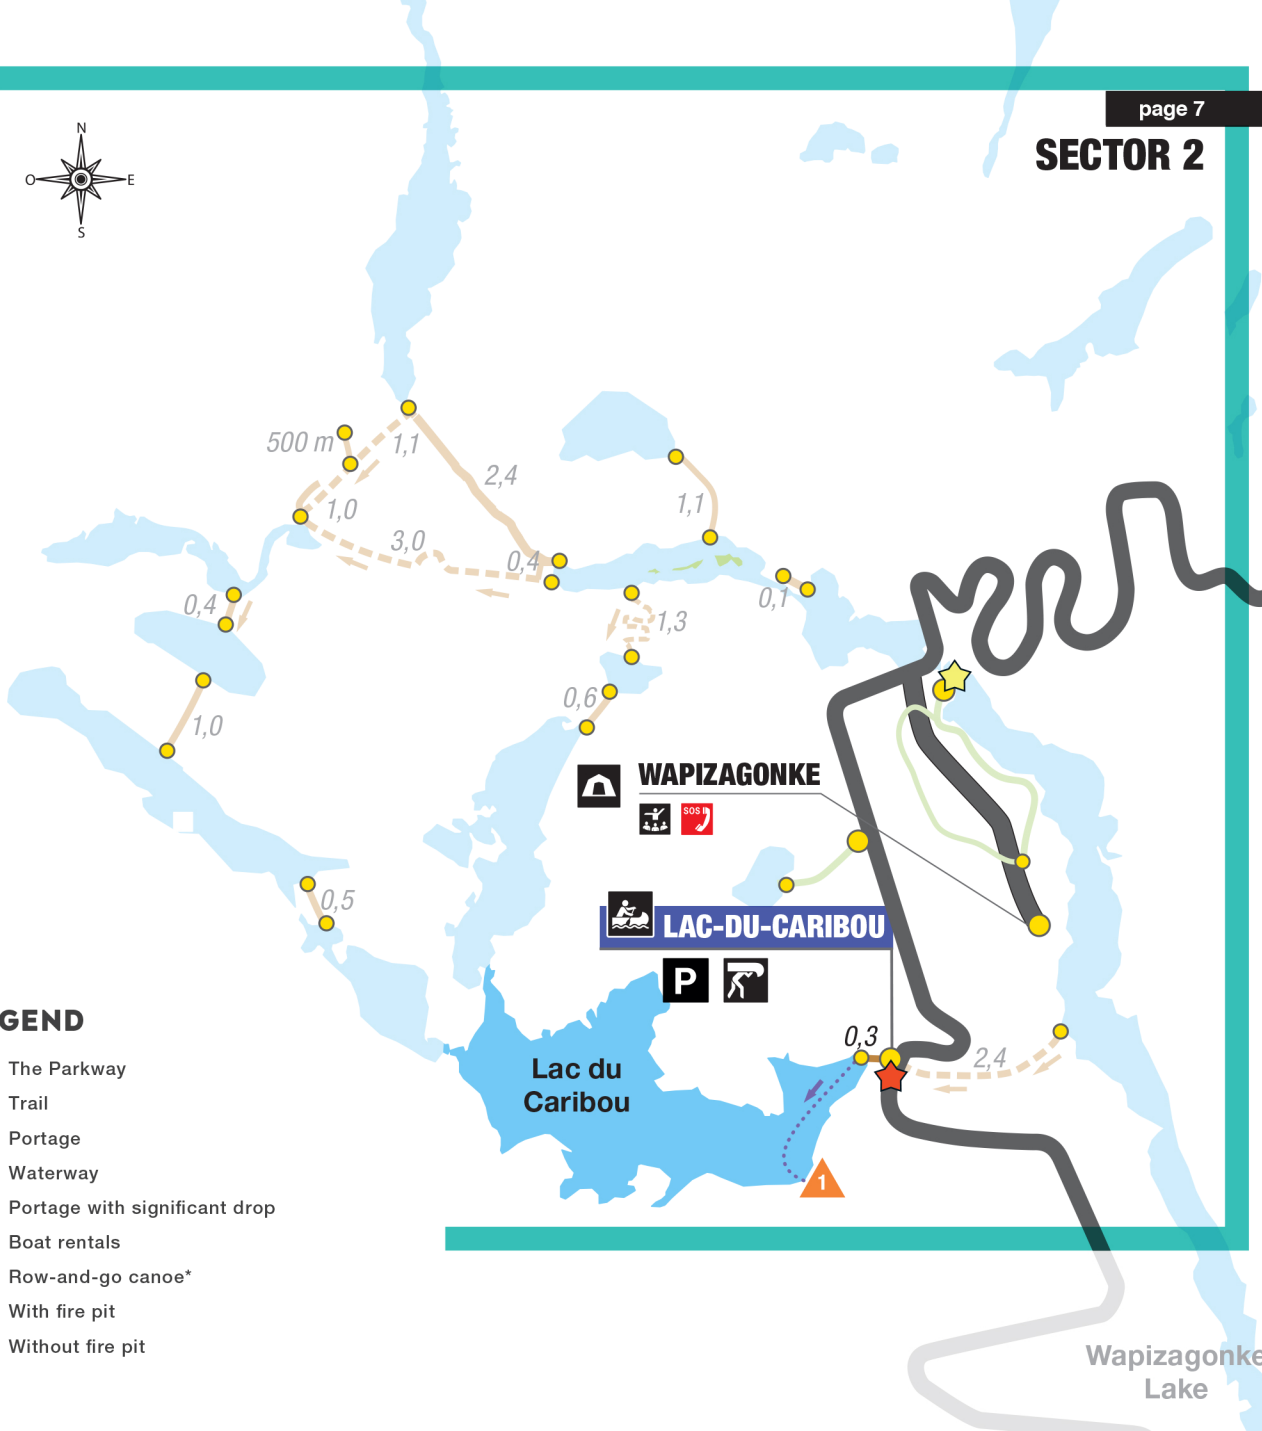 page 7
SECTOR 2
N
O
E
S
500 m
1,1
2,4
1,0
3,0
0,4
1,1
0,1
0,4
1,3
0,6
1,0
WAPIZAGONKE
SOS
0,5
LAC-DU-CARIBOU
P
0,3
2,4
Lac du
Caribou
1
GEND
The Parkway
Trail
Portage
Waterway
Portage with significant drop
Boat rentals
Row-and-go canoe*
With fire pit
Without fire pit
Wapizagonke
Lake